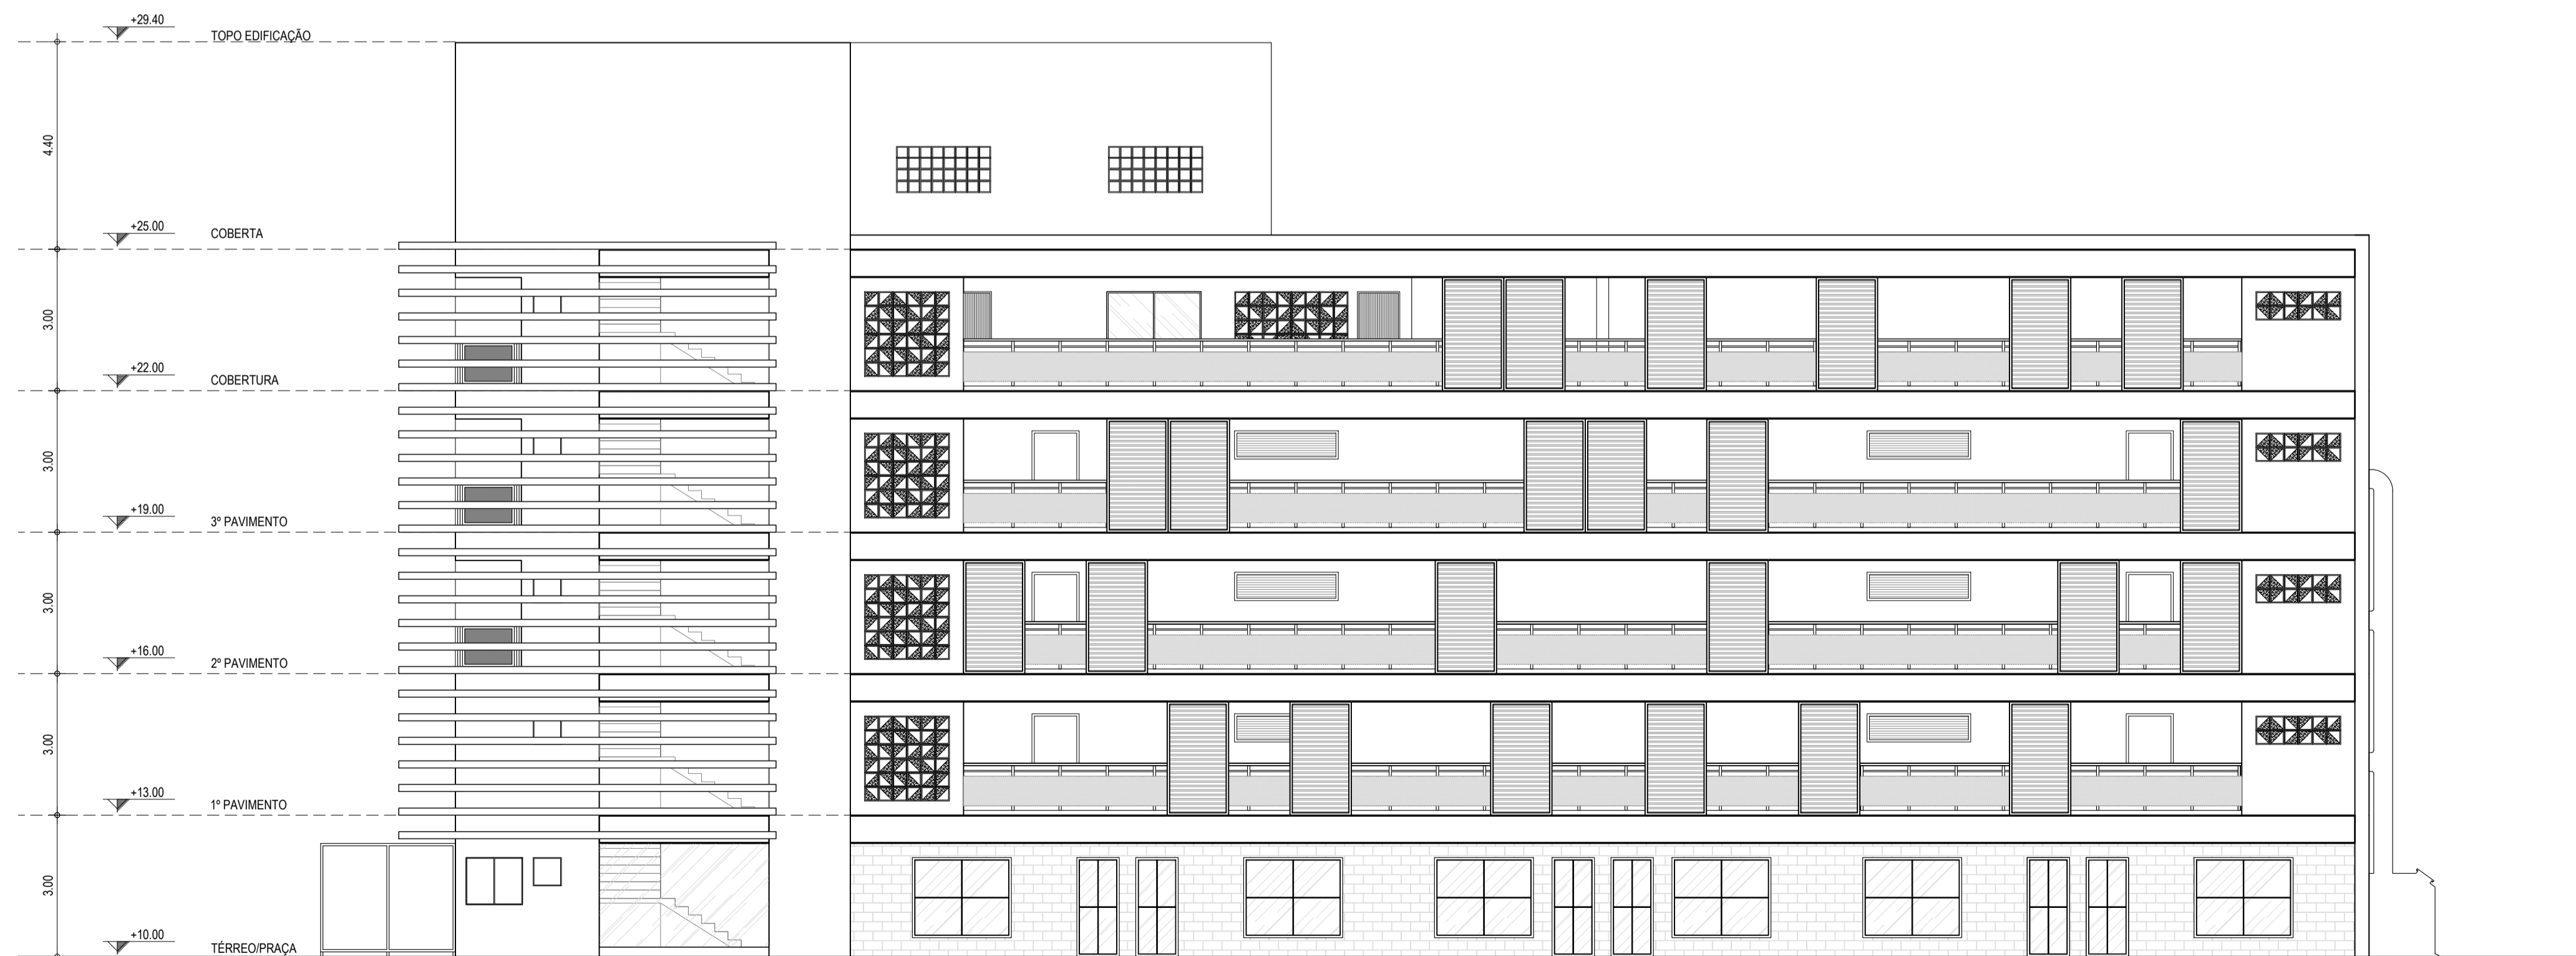 +29.40
TOPO EDIFICAÇÃO
4.40
+25.00
COBERTA
3.00
+22.00
COBERTURA
3.00
+19.00
3º PAVIMENTO
3.00
+16.00
2º PAVIMENTO
3.00
+13.00
1º PAVIMENTO
3.00
+10.00
TÉRREO/PRAÇA